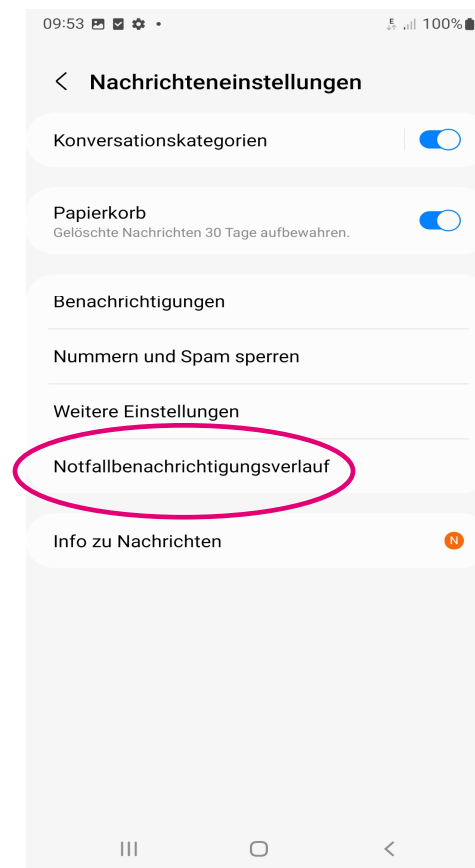 09:53 100%
Nachrichteneinstellungen
Konversationskategorien
Papierkorb
Gelöschte Nachrichten 30 Tage aufbewahren.
Benachrichtigungen
Nummern und Spam sperren
Weitere Einstellungen
Notfallbenachrichtigungsverlauf
Info zu Nachrichten N